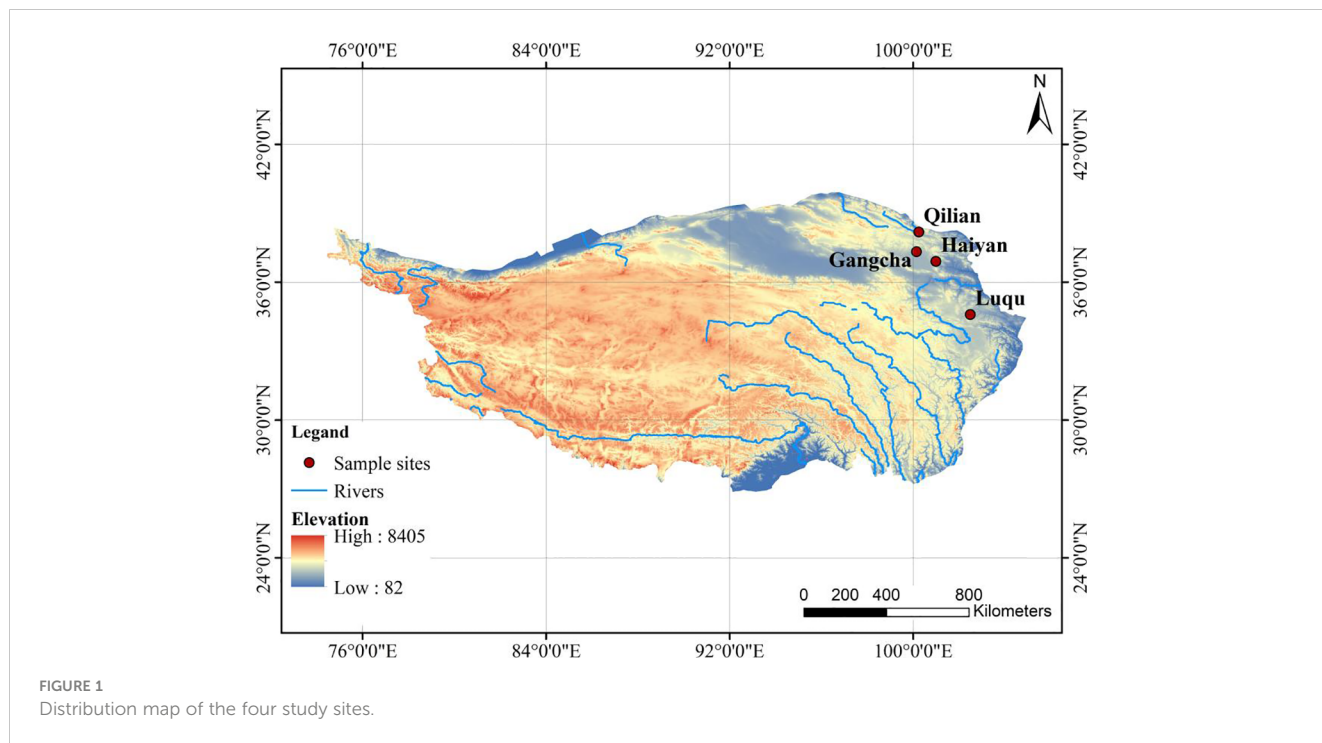 76°0'0"E 84°0'0"E 92°0'0"E 100°0'0"E
N
42°0'0"N 42°0'0"N
Qilian
Haiyan
Gangcha
36°0'0"N 36°0'0"N
Luqu
30°0'0"N 30°0'0"N
Legand
Sample sites
Rivers
Elevation
High : 8405
Low : 82
24°0'0"N 24°0'0"N
0 200 400 800
Kilometers
76°0'0"E 84°0'0"E 92°0'0"E 100°0'0"E
FIGURE 1
Distribution map of the four study sites.